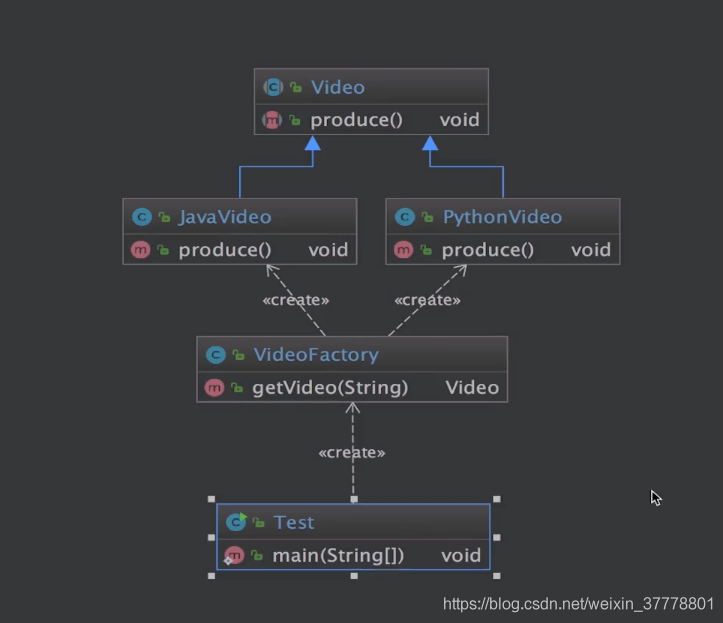 Video
produce() void
JavaVideo
produce() void
PythonVideo
produce() void
«create»
«create»
VideoFactory
getVideo(String) Video
«create»
Test
main(String[]) void
https://blog.csdn.net/weixin_37778801